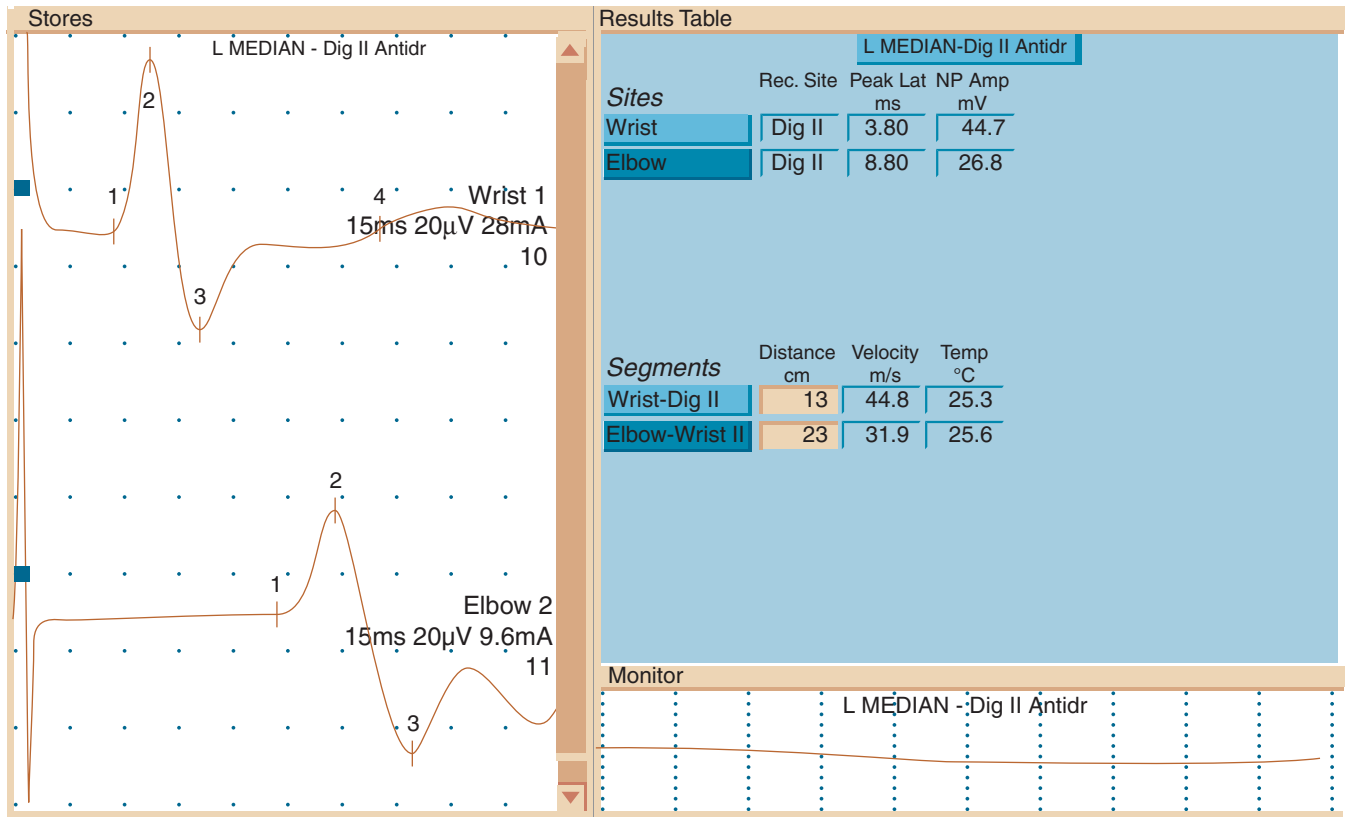 Stores
L MEDIAN - Dig II Antidr
2
1
4
Wrist 1
15ms 20μV 28mA
10
3
2
1
Elbow 2
15ms 20μV 9.6mA
11
3
Results Table
L MEDIAN-Dig II Antidr
Rec. Site Peak Lat NP Amp
Sites ms mV
Wrist Dig II 3.80 44.7
Elbow Dig II 8.80 26.8
Distance Velocity Temp
Segments cm m/s °C
Wrist-Dig II 13 44.8 25.3
Elbow-Wrist II 23 31.9 25.6
Monitor
L MEDIAN - Dig II Antidr